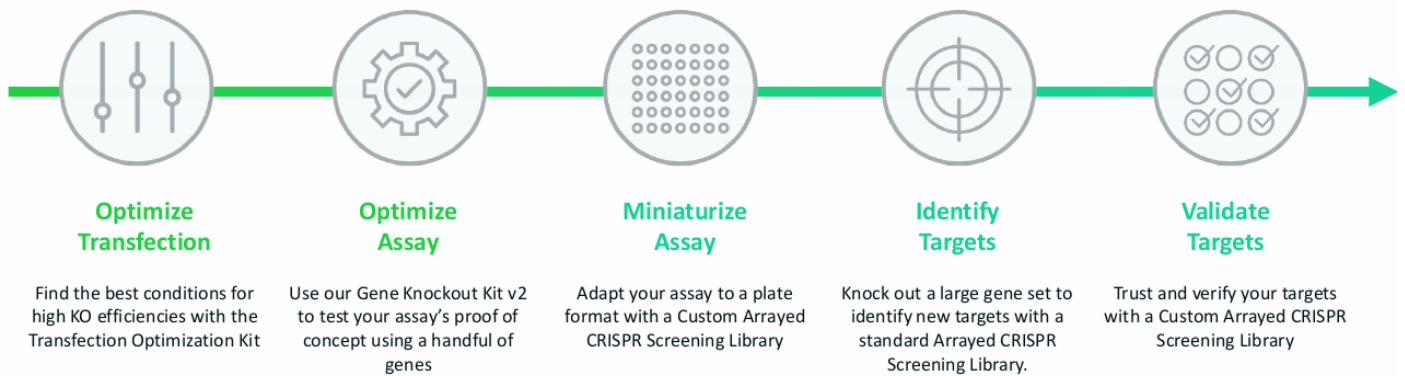 Optimize
Transfection
Find the best conditions for
high KO efficiencies with the
Transfection Optimization Kit
Optimize
Assay
Use our Gene Knockout Kit v2
to test your assay’s proof of
concept using a handful of
genes
Miniaturize
Assay
Adapt your assay to a plate
format with a Custom Arrayed
CRISPR Screening Library
Identify
Targets
Knock out a large gene set to
identify new targets with a
standard Arrayed CRISPR
Screening Library.
Validate
Targets
Trust and verify your targets
with a Custom Arrayed CRISPR
Screening Library